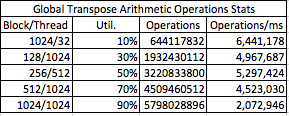 Global Transpose Arithmetic Operations Stats
Block/Thread Util. Operations Operations/ms
1024/32 10% 644117832 6,441,178
128/1024 30% 1932430112 4,967,687
256/512 50% 3220833800 5,297,424
512/1024 70% 4509460512 4,523,030
1024/1024 90% 5798028896 2,072,946